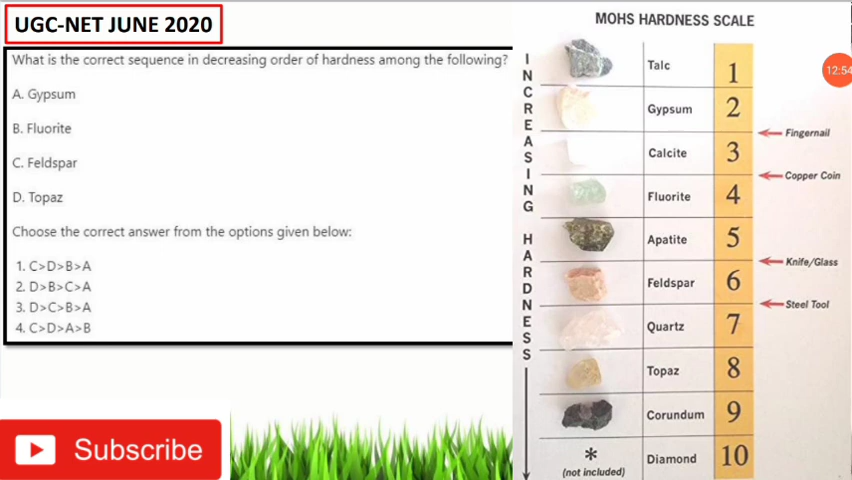 UGC-NET JUNE 2020
What is the correct sequence in decreasing order of hardness among the following?
A. Gypsum
B. Fluorite
C. Feldspar
D. Topaz
Choose the correct answer from the options given below:
1. C>D>B>A
2. D>B>C>A
3. D>C>B>A
4. C>D>A>B
Subscribe
MOHS HARDNESS SCALE
12:54
INCREASING HARDNESS
Talc 1
Gypsum 2
Fingernail
Calcite 3
Copper Coin
Fluorite 4
Apatite 5
Knife/Glass
Feldspar 6
Steel Tool
Quartz 7
Topaz 8
Corundum 9
*
(not included) Diamond 10